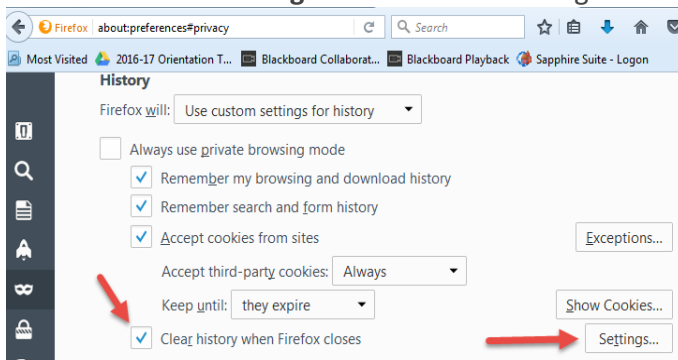 Firefox about:preferences#privacy Search
Most Visited 2016-17 Orientation T... Blackboard Collaborat... Blackboard Playback Sapphire Suite - Logon
History
Firefox will: Use custom settings for history
Always use private browsing mode
Remember my browsing and download history
Remember search and form history
Accept cookies from sites Exceptions...
Accept third-party cookies: Always
Keep until: they expire Show Cookies...
Clear history when Firefox closes Settings...